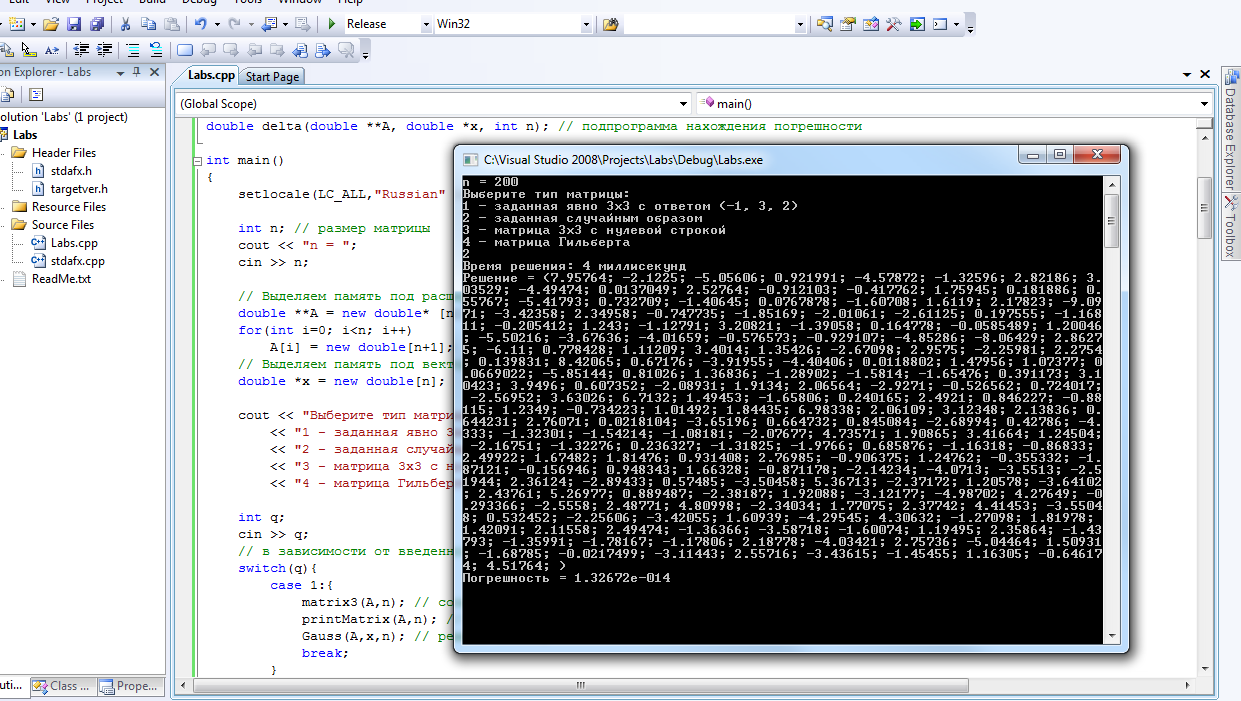 Edit View Project Build Debug Tools Window Help
Release Win32
Explorer - Labs
Labs.cpp Start Page
(Global Scope) main()
Solution 'Labs' (1 project)
Labs
Header Files
stdafx.h
targetver.h
Resource Files
Source Files
Labs.cpp
stdafx.cpp
ReadMe.txt
Class ... Prope...
Database Explorer
Toolbox
double delta(double **A, double *x, int n); // подпрограмма нахождения погрешности
int main()
{
setlocale(LC_ALL,"Russian"
int n; // размер матрицы
cout << "n = ";
cin >> n;
// Выделяем память под расш
double **A = new double* [n
for(int i=0; i<n; i++)
A[i] = new double[n+1];
// Выделяем память под вект
double *x = new double[n];
cout << "Выберите тип матри
<< "1 - заданная явно 3
<< "2 - заданная случай
<< "3 - матрица 3x3 с н
<< "4 - матрица Гильбер
int q;
cin >> q;
// в зависимости от введенн
switch(q){
case 1:{
matrix3(A,n); // со
printMatrix(A,n); /
Gauss(A,x,n); // ре
break;
}
C:\Visual Studio 2008\Projects\Labs\Debug\Labs.exe
n = 200
Выберите тип матрицы:
1 - заданная явно 3x3 с ответом (-1, 3, 2)
2 - заданная случайным образом
3 - матрица 3x3 с нулевой строкой
4 - матрица Гильберта
2
Время решения: 4 миллисекунд
Решение = (7.95764; -2.1225; -5.05606; 0.921991; -4.57872; -1.32596; 2.82186; 3.
03529; -4.49474; 0.0137049; 2.52764; -0.912103; -0.417762; 1.75945; 0.181886; 0.
55767; -5.41793; 0.732709; -1.40645; 0.0767878; -1.60708; 1.6119; 2.17823; -9.09
71; -3.42358; 2.34958; -0.747735; -1.85169; -2.01061; -2.61125; 0.197555; -1.168
11; -0.205412; 1.243; -1.12791; 3.20821; -1.39058; 0.164778; -0.0585489; 1.20046
; -5.50216; -3.67636; -4.01659; -0.576573; -0.929107; -4.85286; -8.06429; 2.8627
5; -6.11; 0.778428; 1.11209; 3.4014; 1.35426; -2.67098; 2.9575; -2.25981; 2.2754
; 0.139831; 8.42065; 0.67176; -3.91955; -4.40406; 0.0118802; 1.47956; 1.07377; 0
.0669022; -5.85144; 0.81026; 1.36836; -1.28902; -1.5814; -1.65476; 0.391173; 3.1
0423; 3.9496; 0.607352; -2.08931; 1.9134; 2.06564; -2.9271; -0.526562; 0.724017;
-2.56952; 3.63026; 6.7132; 1.49453; -1.65806; 0.240165; 2.4921; 0.846227; -0.88
115; 1.2349; -0.734223; 1.01492; 1.84435; 6.98338; 2.06109; 3.12348; 2.13836; 0.
644231; 2.76071; 0.0218104; -3.65196; 0.664732; 0.845084; -2.68994; 0.42786; -4.
333; -1.32301; -1.54214; -1.08181; -2.07677; 4.73571; 1.90865; 3.41664; 1.24504;
-2.16751; -1.32276; 0.236327; -1.31825; -1.9766; 0.685876; -1.16318; -0.86833;
2.49922; 1.67482; 1.81476; 0.931408; 2.76985; -0.906375; 1.24762; -0.355332; -1.
87121; -0.156946; 0.948343; 1.66328; -0.871178; -2.14234; -4.0713; -3.5513; -2.5
1944; 2.36124; -2.89433; 0.57485; -3.50458; 5.36713; -2.37172; 1.20578; -3.64102
; 2.43761; 5.26977; 0.889487; -2.38187; 1.92088; -3.12177; -4.98702; 4.27649; -0
.293366; -2.5558; 2.48771; 4.80998; -2.34034; 1.77075; 2.37742; 4.41453; -3.5504
8; 0.532452; -2.25606; -3.42055; 1.60939; -4.29545; 4.30632; -1.27098; 1.81978;
1.42091; 2.11558; 2.49474; -1.36366; -3.58718; -1.60074; 1.19495; 2.35864; -1.43
793; -1.35991; -1.78167; -1.17806; 2.18778; -4.03421; 2.75736; -5.04464; 1.50931
; -1.68785; -0.0217499; -3.11443; 2.55716; -3.43615; -1.45455; 1.16305; -0.64617
4; 4.51764; )
Погрешность = 1.32672e-014